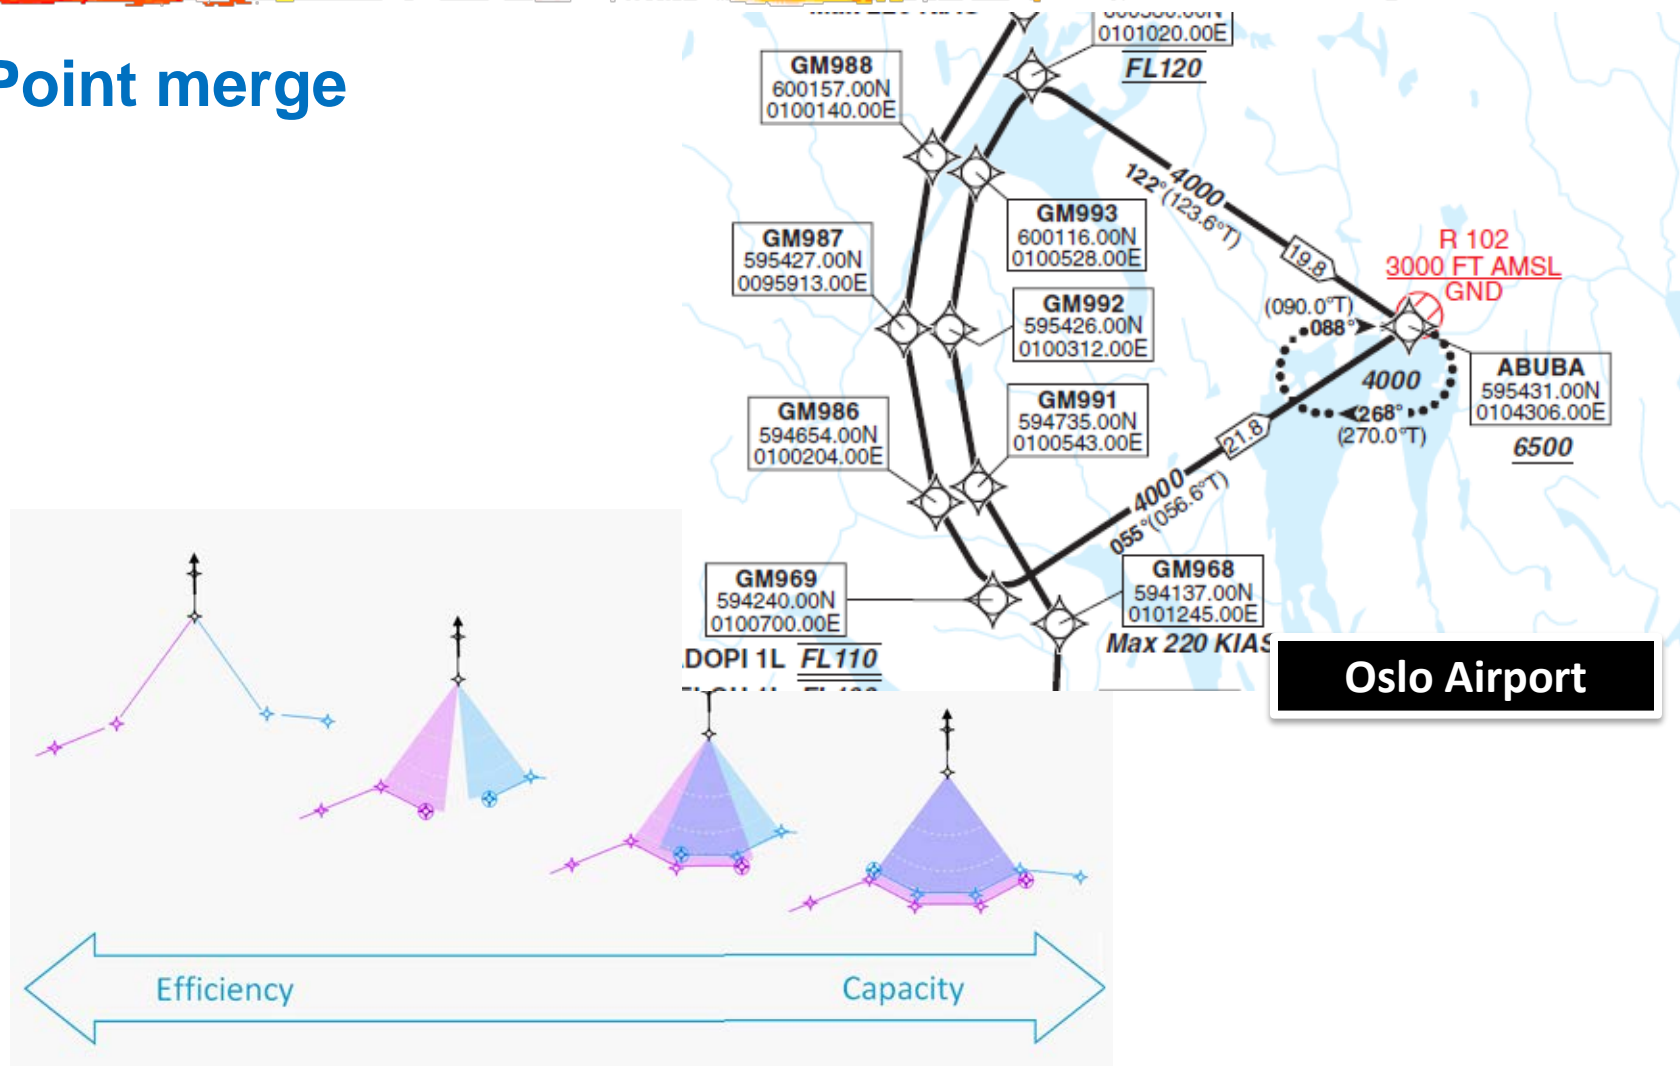 Point merge
0101020.00E
FL120
GM988
600157.00N
0100140.00E
4000
122°(123.6°T)
19.8
GM993
600116.00N
0100528.00E
GM987
595427.00N
0095913.00E
R 102
3000 FT AMSL
GND
(090.0°T)
088°
GM992
595426.00N
0100312.00E
ABUBA
595431.00N
0104306.00E
6500
4000
268°
(270.0°T)
GM986
594654.00N
0100204.00E
GM991
594735.00N
0100543.00E
21.8
4000
055°(056.6°T)
GM969
594240.00N
0100700.00E
GM968
594137.00N
0101245.00E
Max 220 KIAS
DOPI 1L FL110
Oslo Airport
Efficiency
Capacity